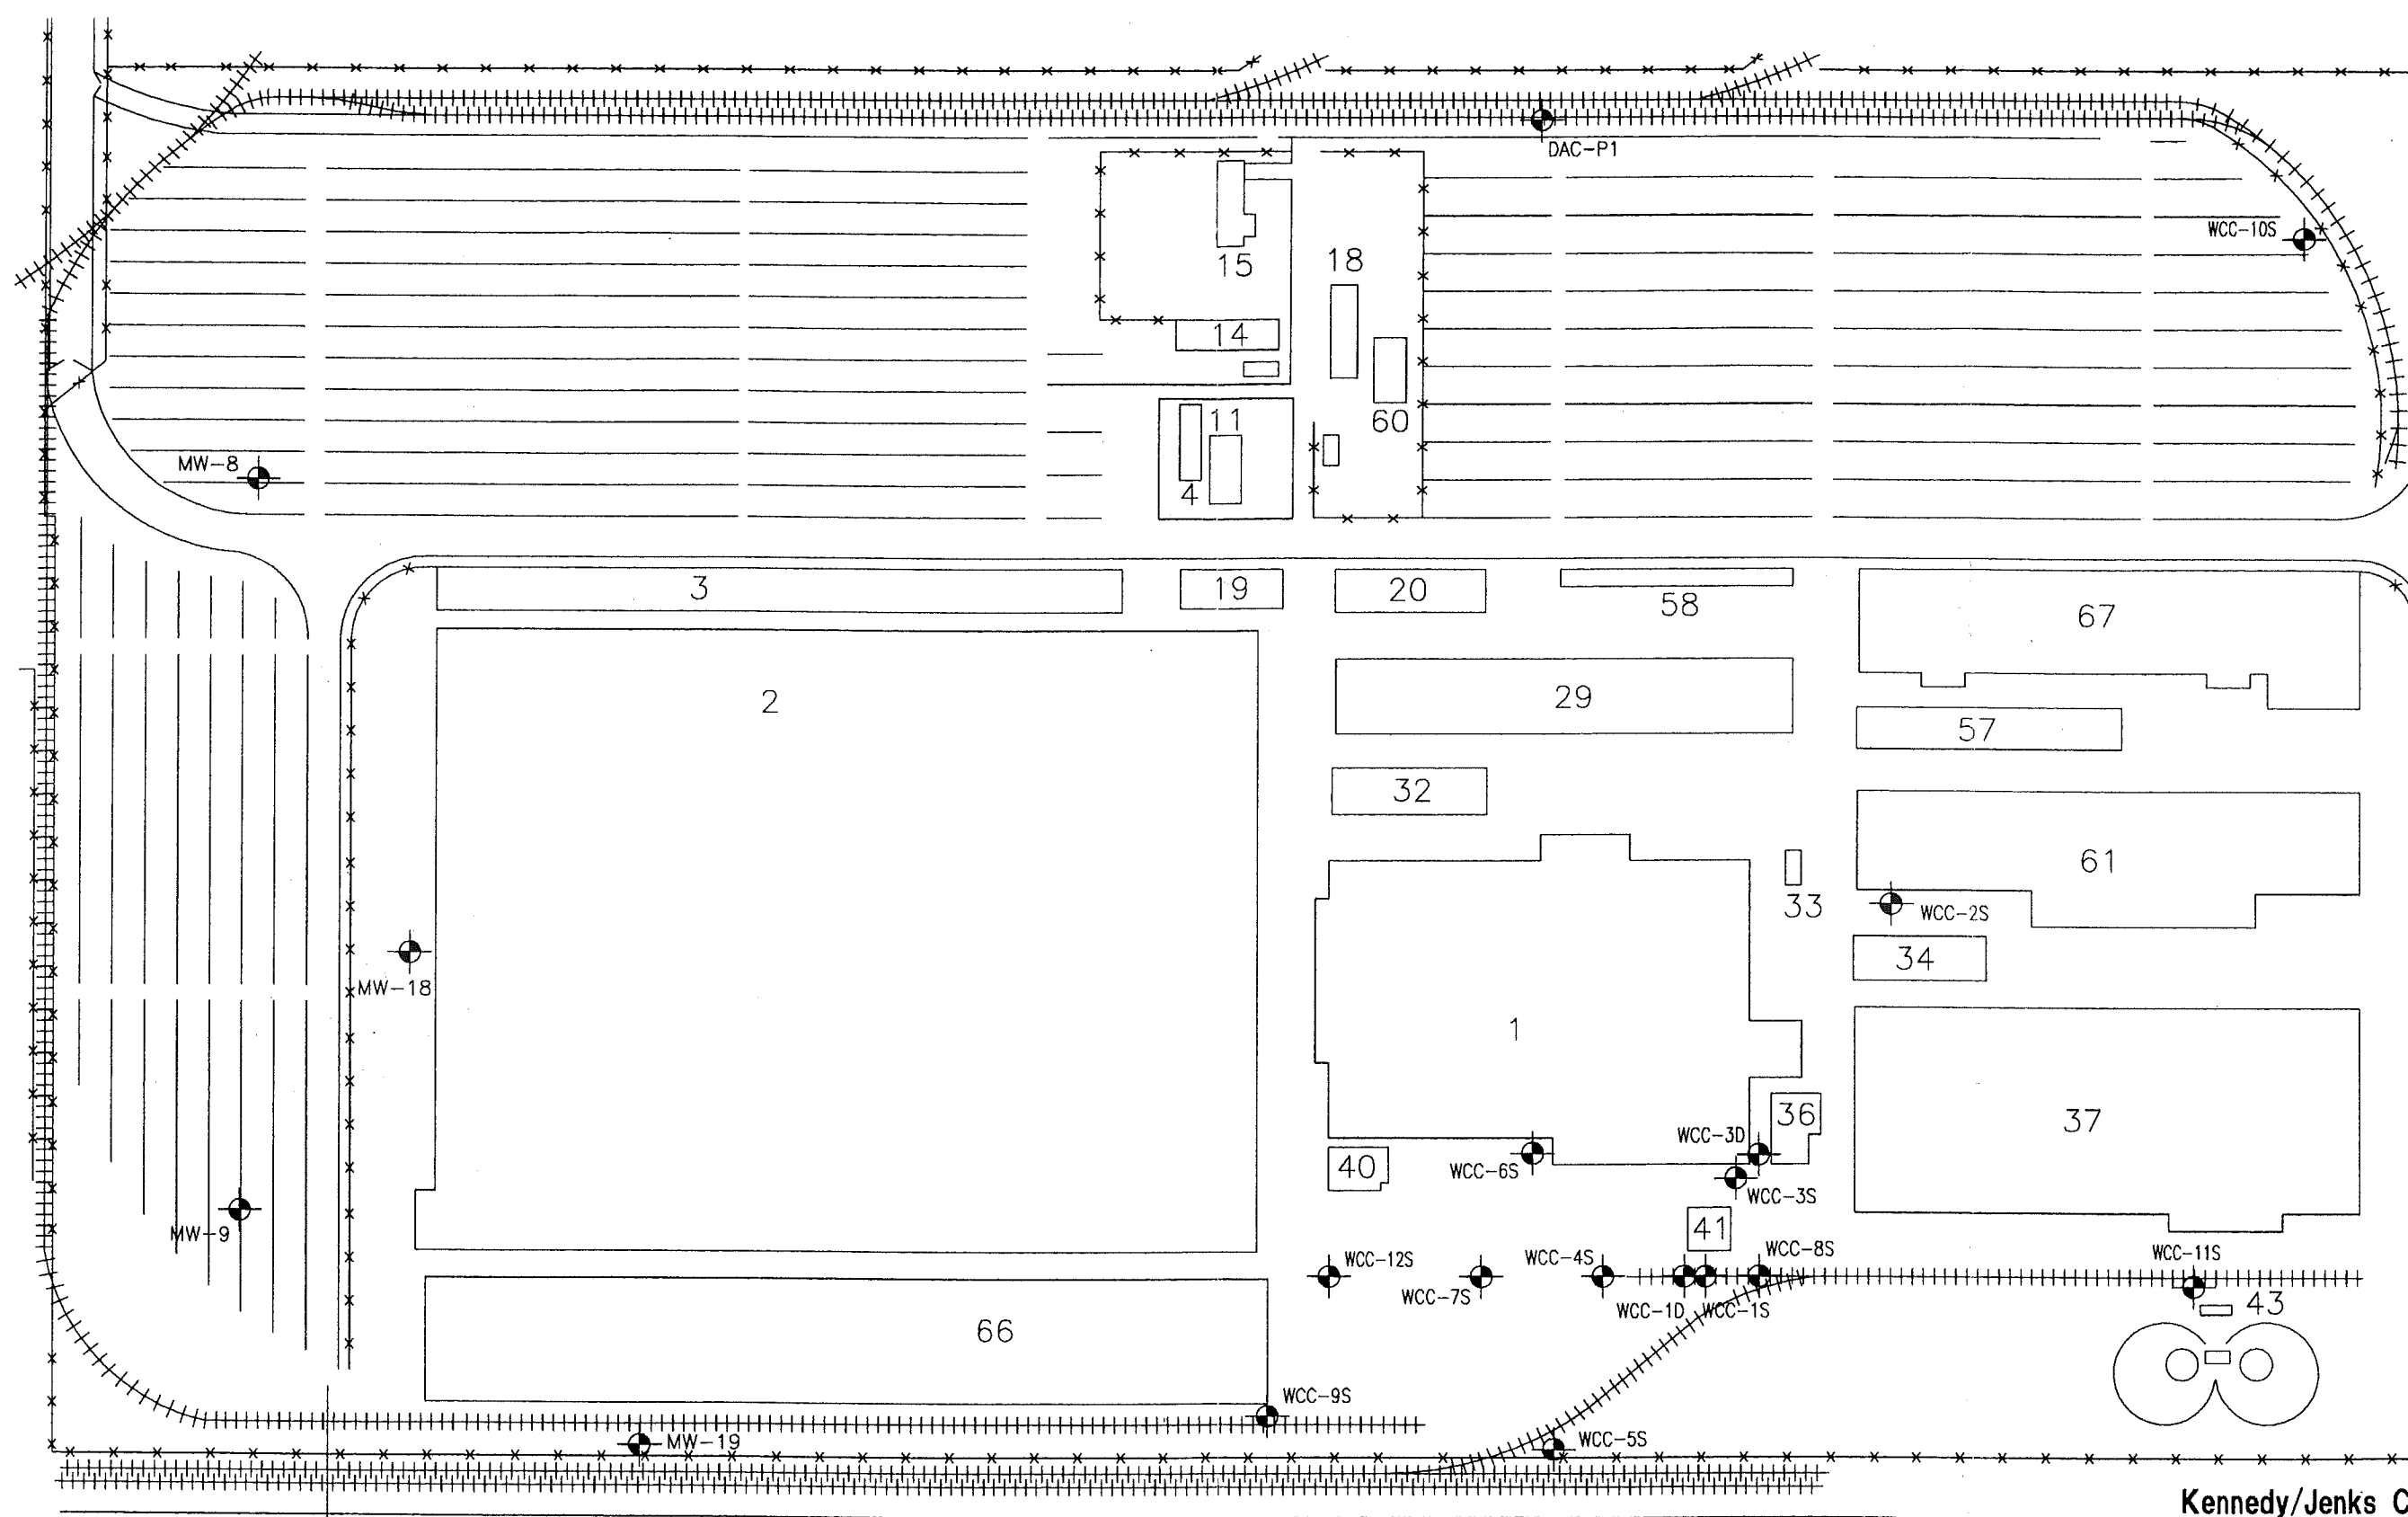 DAC-P1
WCC-10S
15
18
14
11
60
MW-8
4
3
19
20
58
67
2
29
57
32
61
33
WCC-2S
34
MW-18
1
36
37
WCC-3D
40
WCC-6S
WCC-3S
MW-9
41
WCC-12S
WCC-4S
WCC-8S
WCC-11S
WCC-7S
WCC-1D
WCC-1S
43
66
WCC-9S
MW-19
WCC-5S
Kennedy/Jenks C